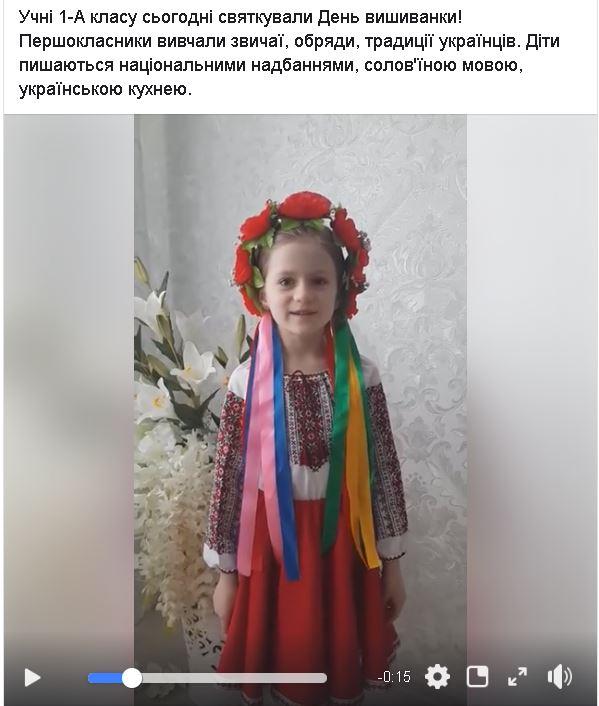 Учні 1-А класу сьогодні святкували День вишиванки!
Першокласники вивчали звичаї, обряди, традиції українців. Діти
пишаються національними надбаннями, солов'їною мовою,
українською кухнею.
-0:15